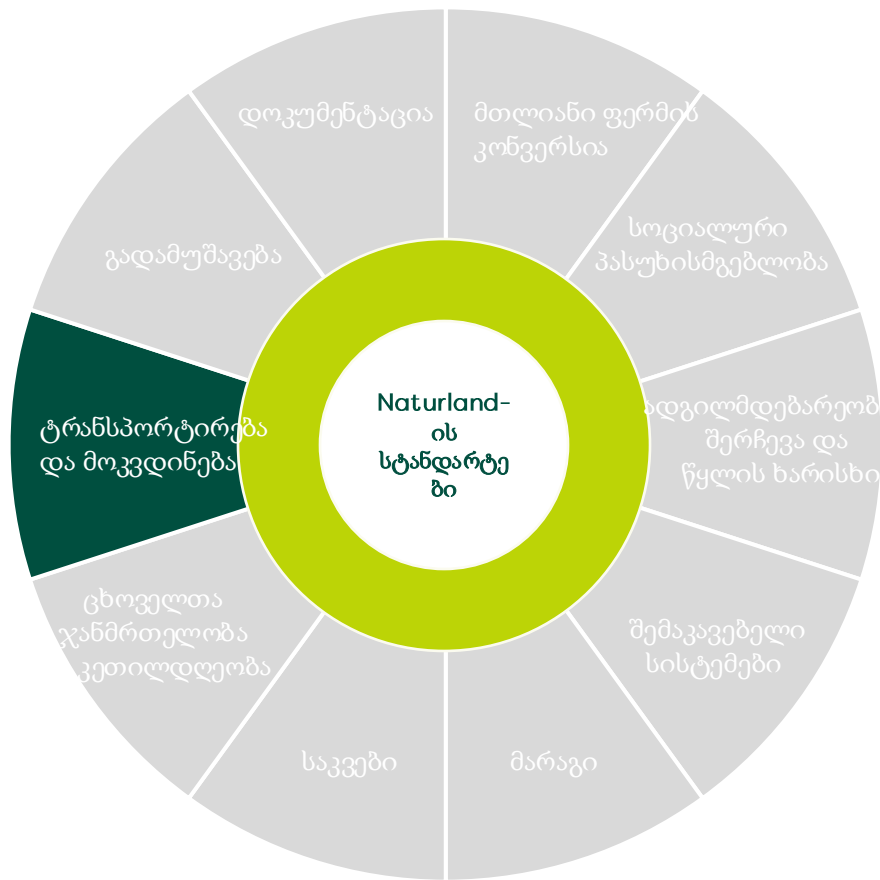 დოკუმენტაცია
მთლიანი ფერმის
კონვერსია
სოციალური
პასუხისმგებლობა
ადგილმდებარეობ
შერჩევა და
წყლის ხარისხი
შემაკავებელი
სისტემები
მარაგი
საკვები
ცხოველთა
ჯანმრთელობა
კეთილდღეობა
ტრანსპორტირება
და მოკვდინება
გადამუშავება
Naturland-
ის
სტანდარტე
ბი